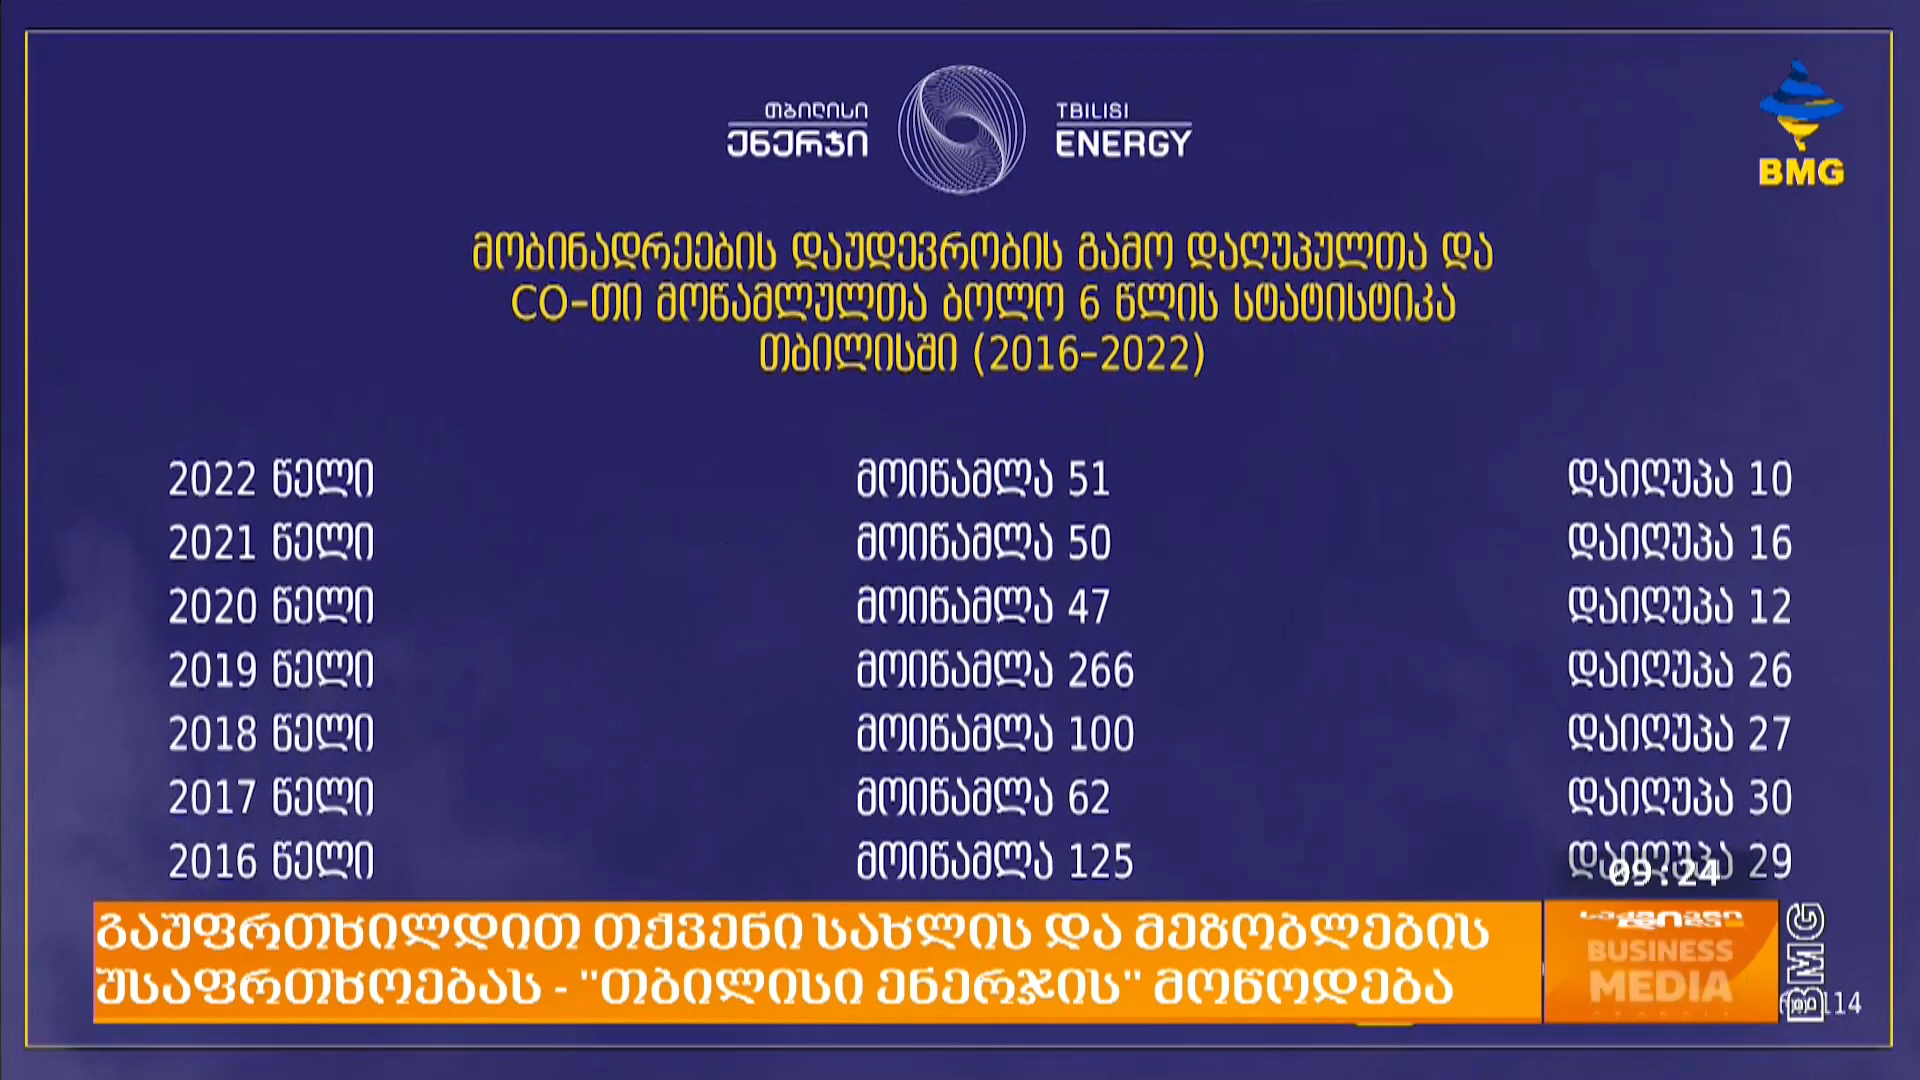 თბილისი
ენერჯი
TBILISI
ENERGY
BMG
მობინადრეების დაუდევრობის გამო დაღუპულთა და
CO-თი მოწამლულთა ბოლო 6 წლის სტატისტიკა
თბილისში (2016-2022)
2022 წელი მოიწამლა 51 დაიღუპა 10
2021 წელი მოიწამლა 50 დაიღუპა 16
2020 წელი მოიწამლა 47 დაიღუპა 12
2019 წელი მოიწამლა 266 დაიღუპა 26
2018 წელი მოიწამლა 100 დაიღუპა 27
2017 წელი მოიწამლა 62 დაიღუპა 30
2016 წელი მოიწამლა 125 დაიღუპა 29
09:24
გაუფრთხილდით თქვენი სახლის და მეზობლების
უსაფრთხოებას - "თბილისი ენერჯის" მოწოდება
BUSINESS
MEDIA
BMG
114